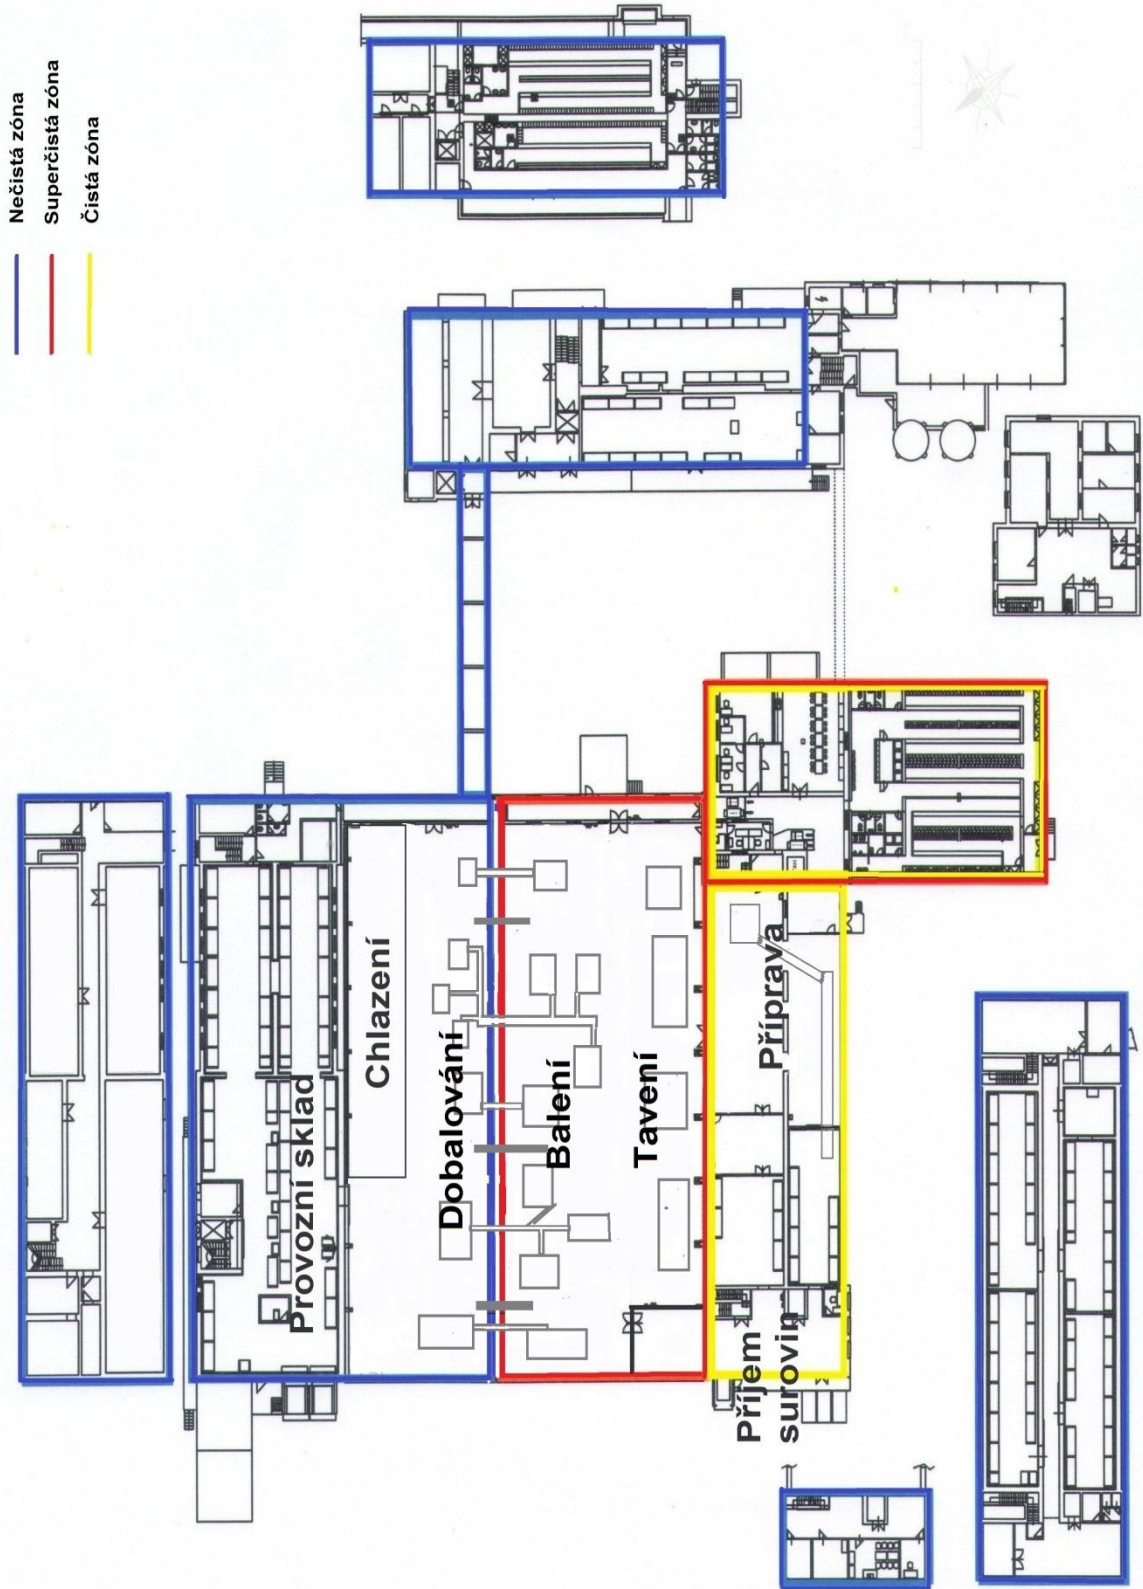 Nečistá zóna
Superčistá zóna
Čistá zóna
Provozní sklad
Chlazení
Dobalování
Balení
Tavení
Příprava
Příjem
surovin